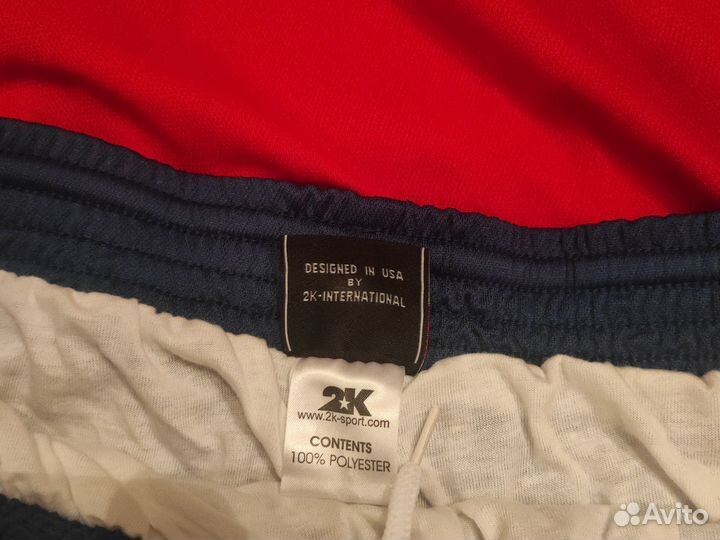 DESIGNED IN USA
BY
2K-INTERNATIONAL
2K
www.2k-sport.com
CONTENTS
100% POLYESTER
Avito